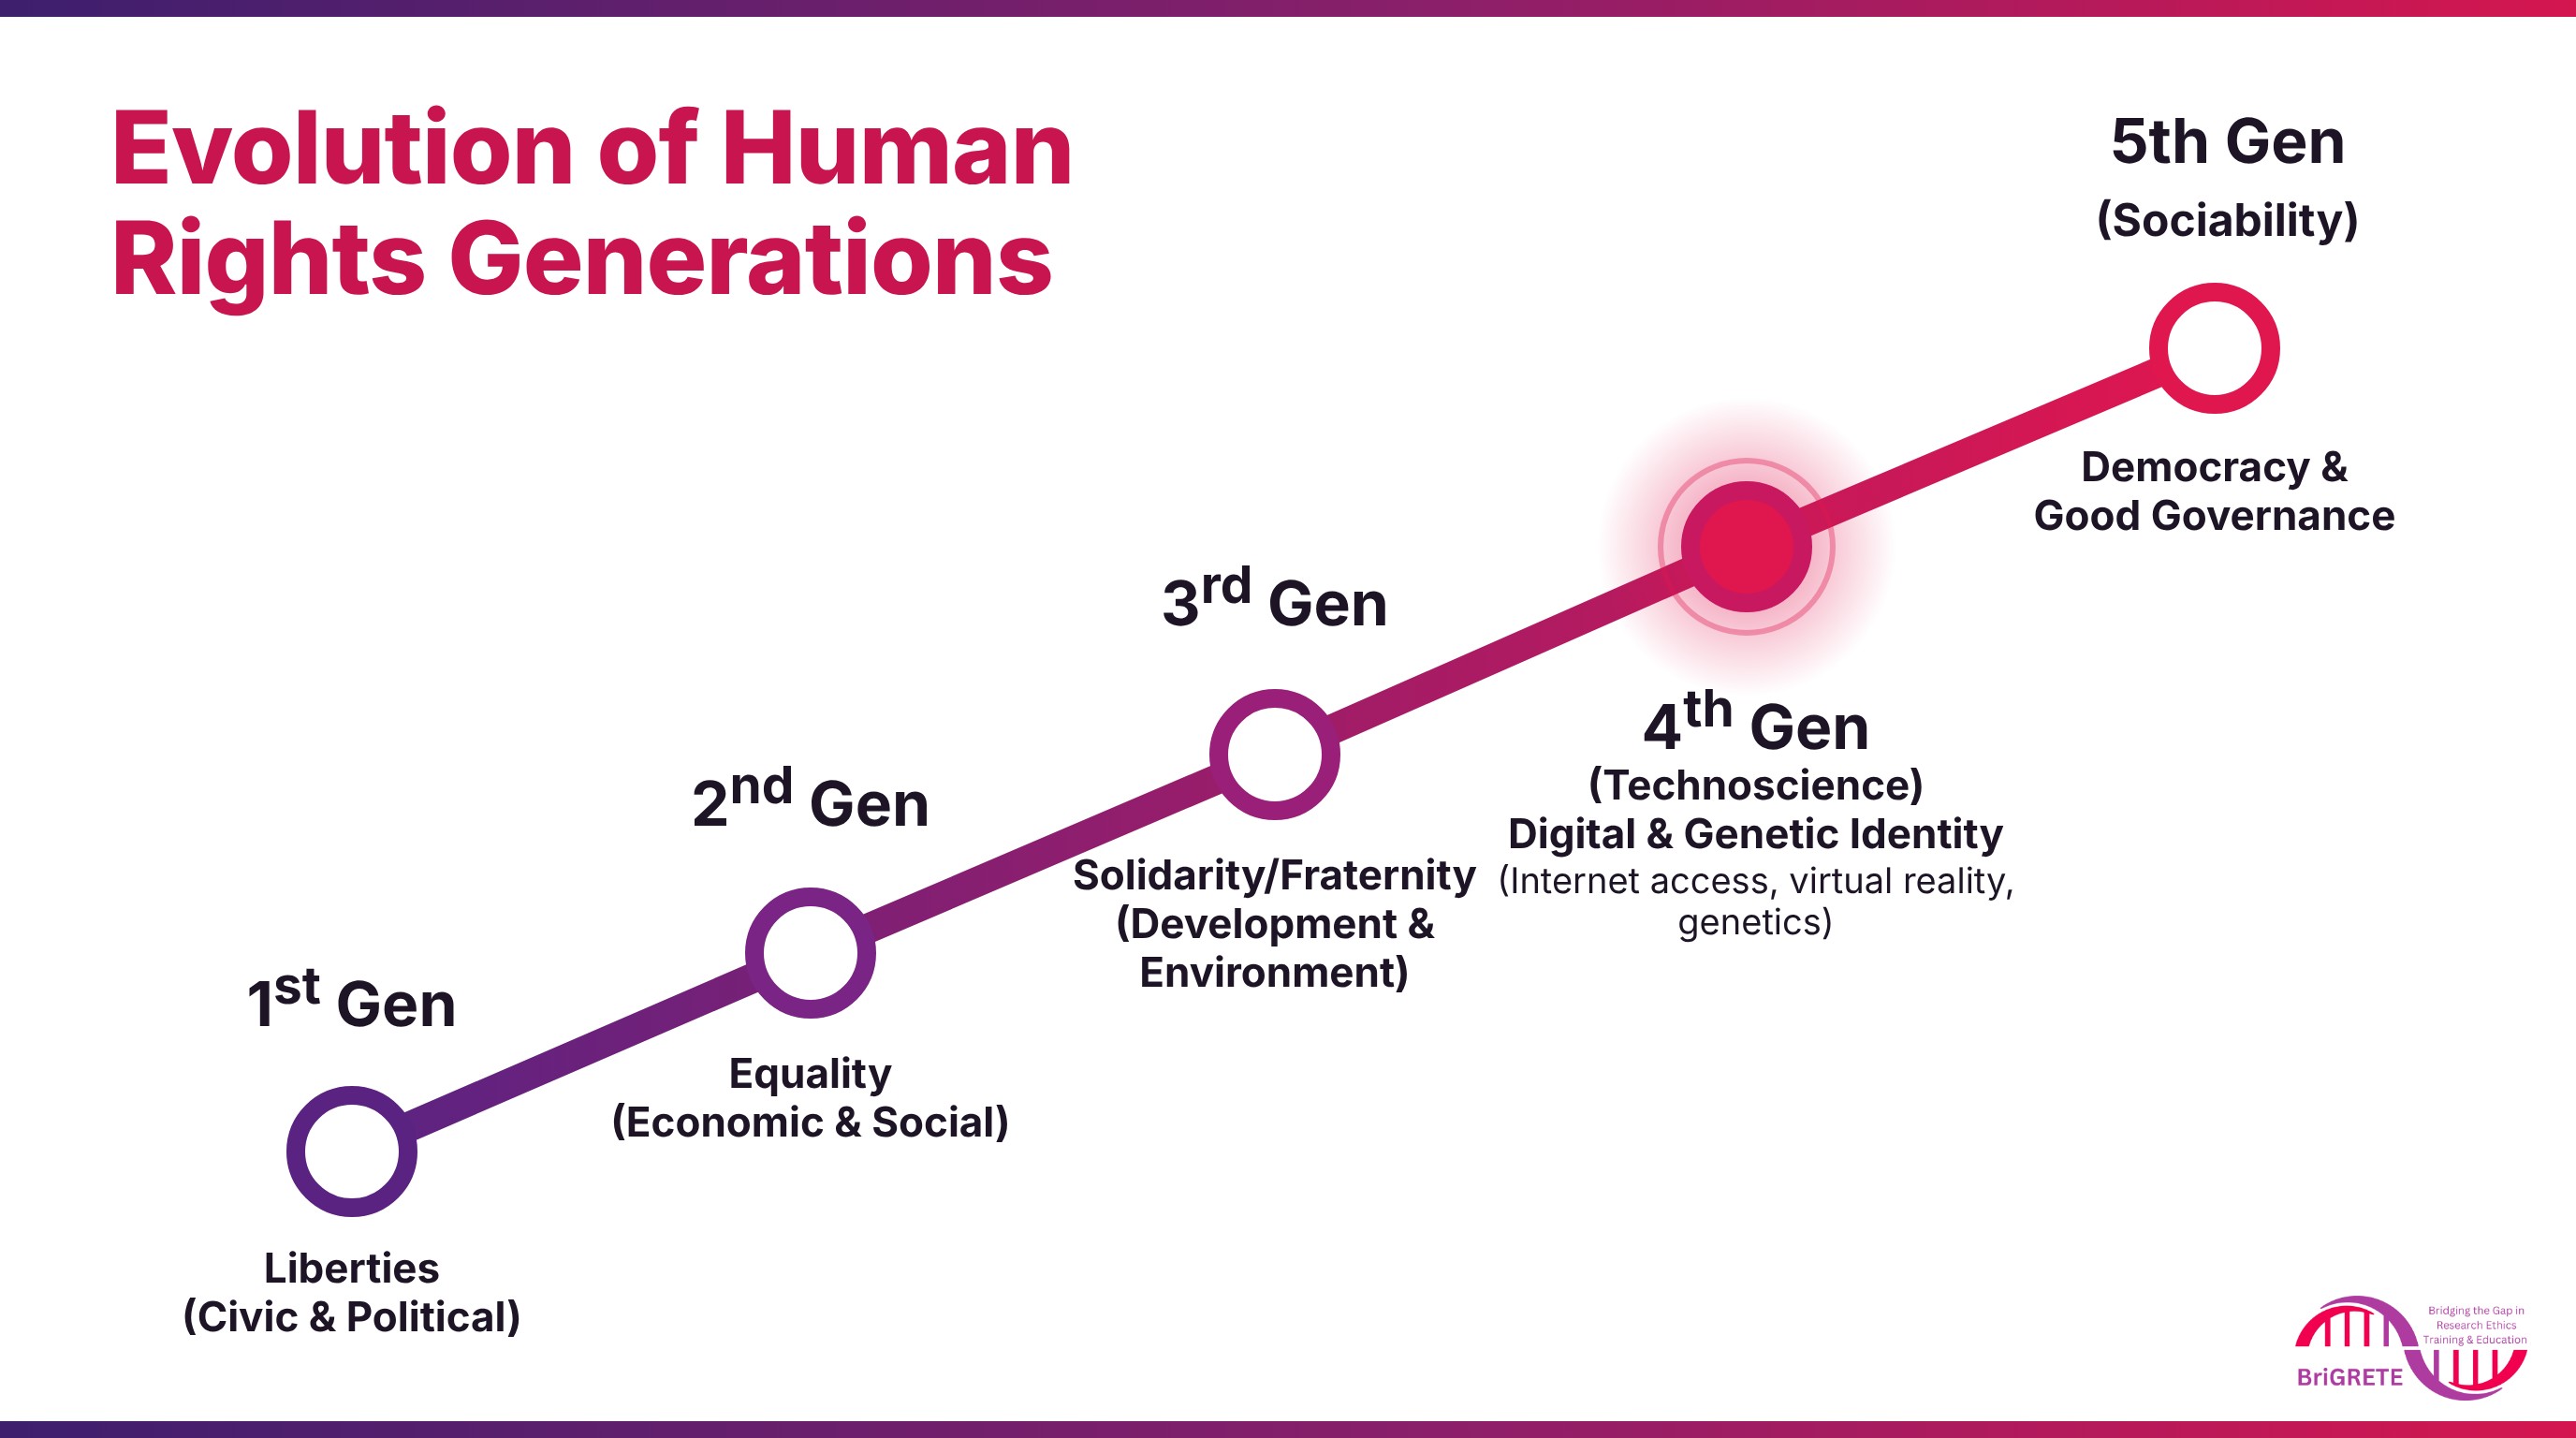 Evolution of Human
Rights Generations
1st Gen
Liberties
(Civic & Political)
2nd Gen
Equality
(Economic & Social)
3rd Gen
Solidarity/Fraternity
(Development &
Environment)
4th Gen
(Technoscience)
Digital & Genetic Identity
(Internet access, virtual reality,
genetics)
5th Gen
(Sociability)
Democracy &
Good Governance
Bridging the Gap in
Research Ethics
Training & Education
BriGRETE